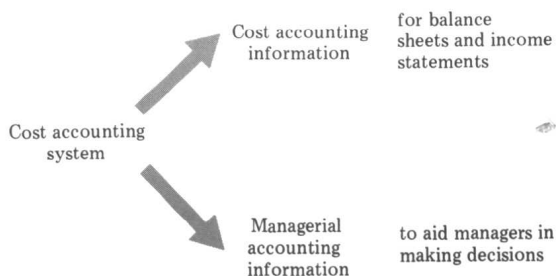 Cost accounting
information
for balance
sheets and income
statements
Cost accounting
system
Managerial
accounting
information
to aid managers in
making decisions